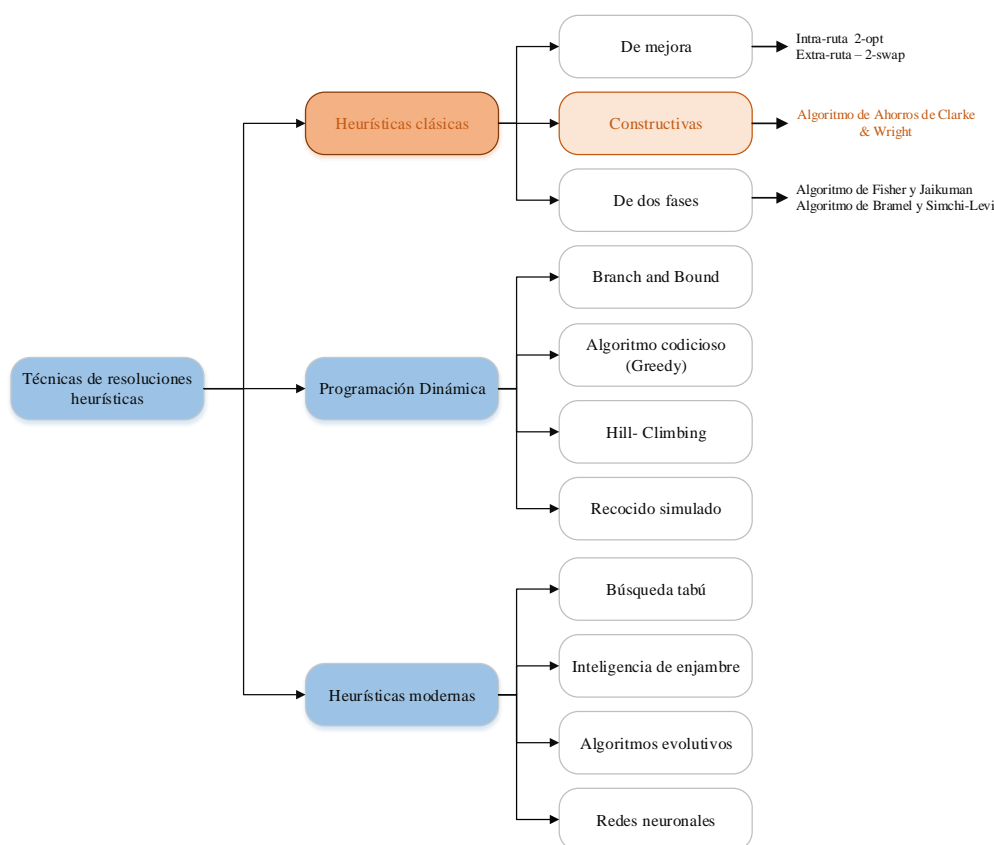 De mejora
Intra-ruta 2-opt
Extra-ruta – 2-swap
Heurísticas clásicas
Constructivas
Algoritmo de Ahorros de Clarke
& Wright
De dos fases
Algoritmo de Fisher y Jaikuman
Algoritmo de Bramel y Simchi-Levi
Branch and Bound
Algoritmo codicioso
(Greedy)
Técnicas de resoluciones
heurísticas
Programación Dinámica
Hill- Climbing
Recocido simulado
Búsqueda tabú
Inteligencia de enjambre
Heurísticas modernas
Algoritmos evolutivos
Redes neuronales